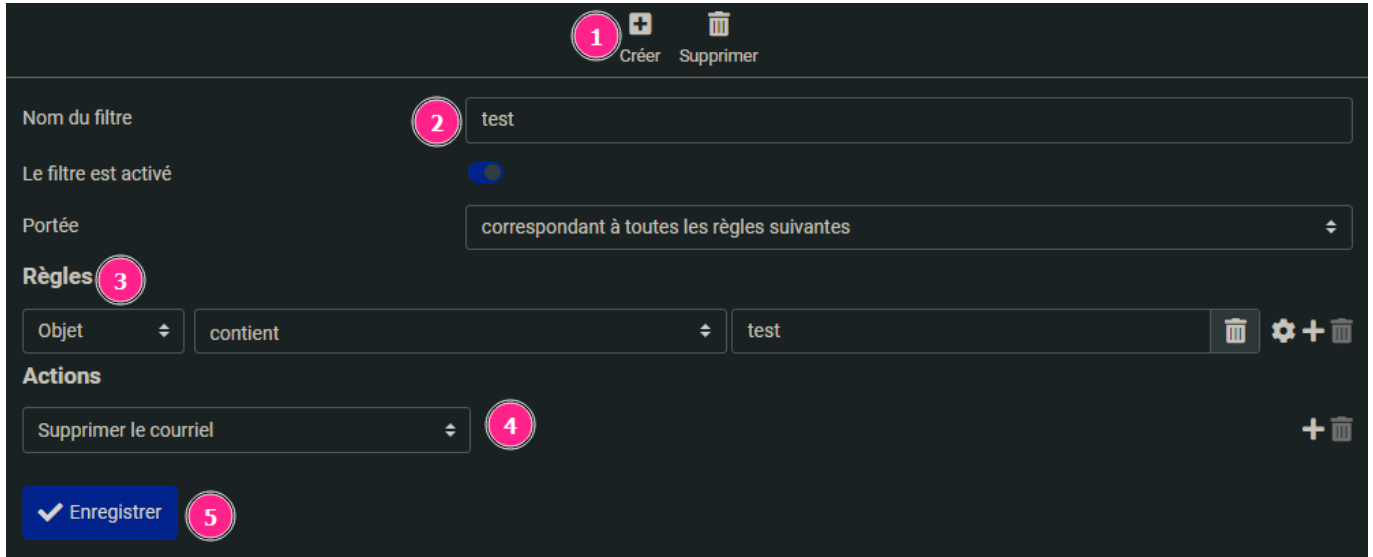 1 Créer Supprimer
Nom du filtre 2 test
Le filtre est activé
Portée correspondant à toutes les règles suivantes
Règles 3
Objet contient test
Actions
Supprimer le courriel 4
Enregistrer 5